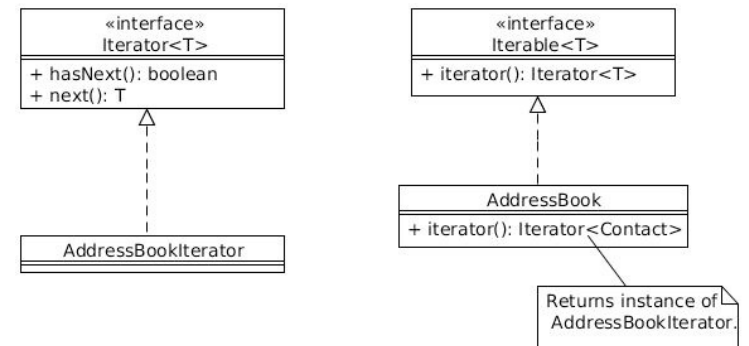 «interface»
Iterator<T>
+ hasNext(): boolean
+ next(): T
AddressBookIterator
«interface»
Iterable<T>
+ iterator(): Iterator<T>
AddressBook
+ iterator(): Iterator<Contact>
Returns instance of
AddressBookIterator.